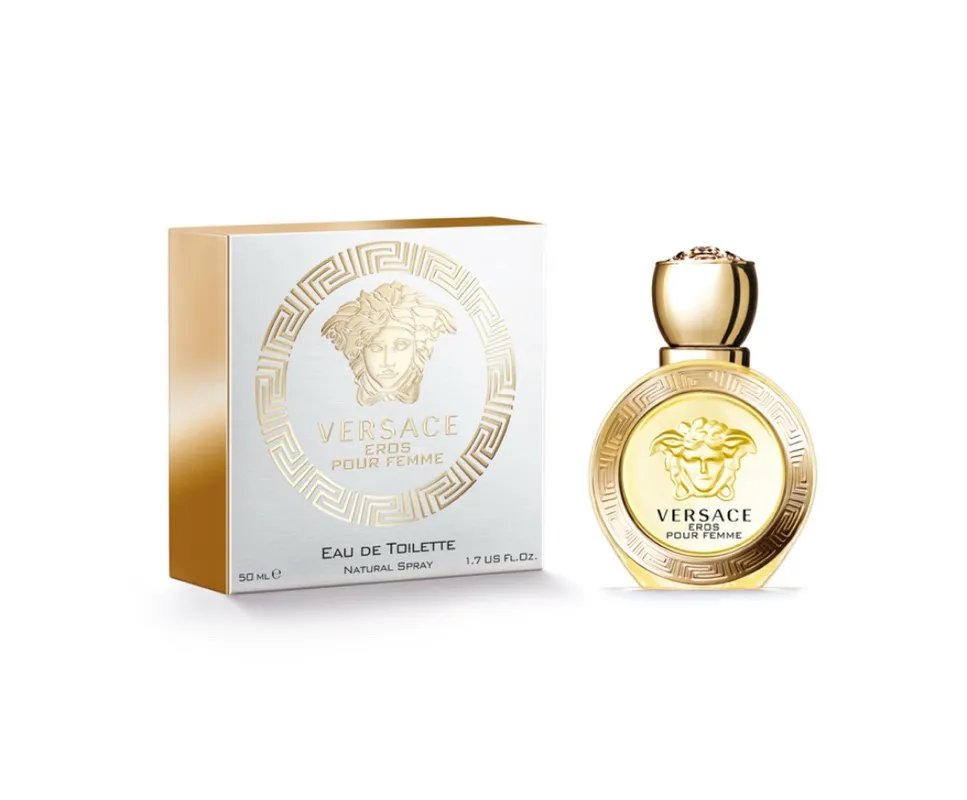 VERSACE
EROS
POUR FEMME
EAU DE TOILETTE
NATURAL SPRAY
50 ML ℮
1.7 US FL.OZ.
VERSACE
EROS
POUR FEMME